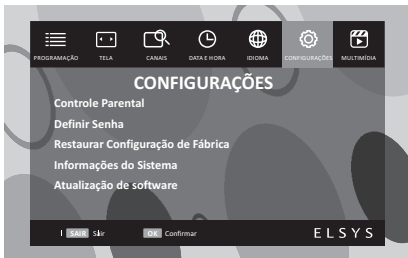 PROGRAMAÇÃO TELA CANAIS DATA E HORA IDIOMA CONFIGURAÇÕES MULTIMÍDIA
CONFIGURAÇÕES
Controle Parental
Definir Senha
Restaurar Configuração de Fábrica
Informações do Sistema
Atualização de software
SAIR Sair OK Confirmar ELSYS